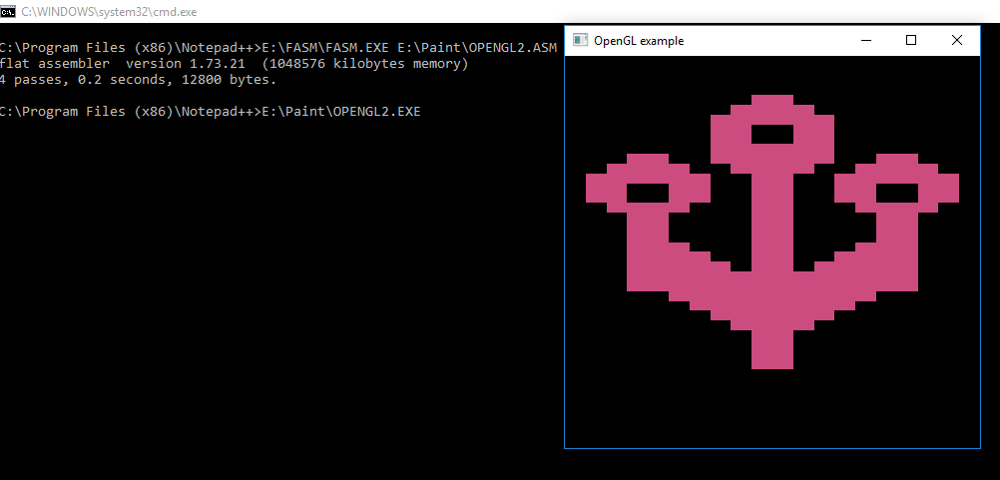 C:\WINDOWS\system32\cmd.exe
C:\Program Files (x86)\Notepad++>E:\FASM\FASM.EXE E:\Paint\OPENGL2.ASM
flat assembler  version 1.73.21  (1048576 kilobytes memory)
4 passes, 0.2 seconds, 12800 bytes.
C:\Program Files (x86)\Notepad++>E:\Paint\OPENGL2.EXE
OpenGL example